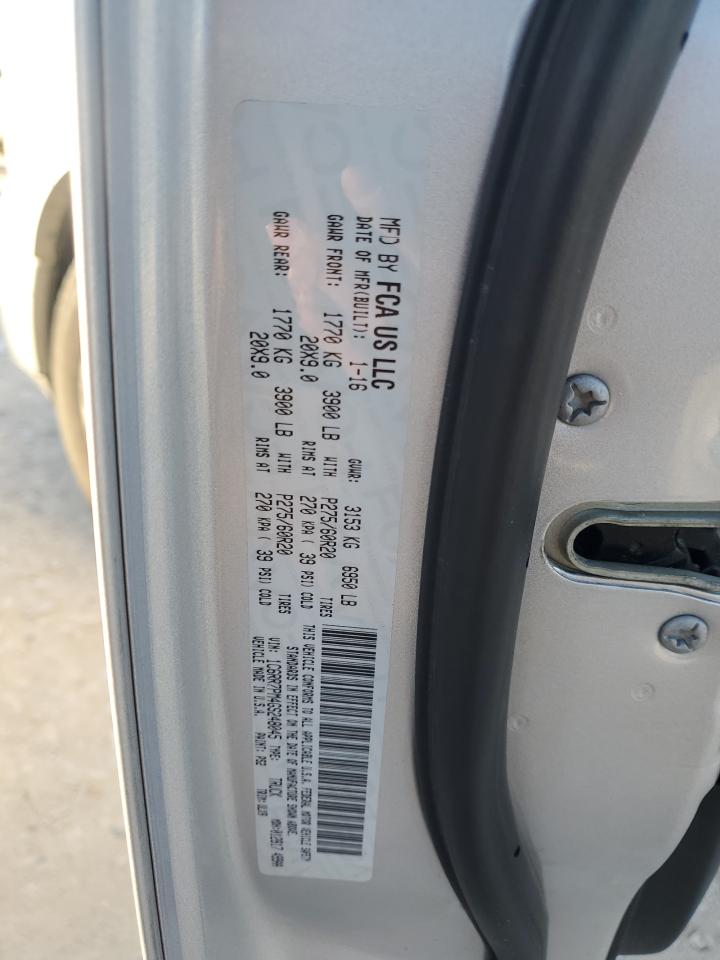 MFD BY FCA US LLC
DATE OF MFR(BUILT): 1-16 GVWR: 3153 KG 6950 LB
GAWR FRONT: 1770 KG 3900 LB WITH P275/60R20 TIRES
20X9.0 RIMS AT 270 KPA ( 39 PSI) COLD
GAWR REAR: 1770 KG 3900 LB WITH P275/60R20 TIRES
20X9.0 RIMS AT 270 KPA ( 39 PSI) COLD
THIS VEHICLE CONFORMS TO ALL APPLICABLE U.S.A. FEDERAL MOTOR VEHICLE SAFETY
STANDARDS IN EFFECT ON THE DATE OF MANUFACTURE SHOWN ABOVE.
VIN: 1C6RR7PM4GS240045 TYPE: TRUCK
VEHICLE MADE IN U.S.A. PAINT: PS2 TRIM: